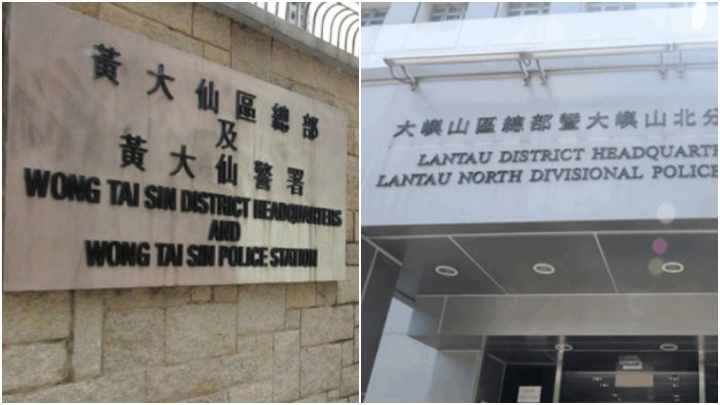 黃大仙區總部
及
黃大仙警署
WONG TAI SIN DISTRICT HEADQUARTERS
AND
WONG TAI SIN POLICE STATION
大嶼山區總部暨大嶼山北分
LANTAU DISTRICT HEADQUARTE
LANTAU NORTH DIVISIONAL POLICE